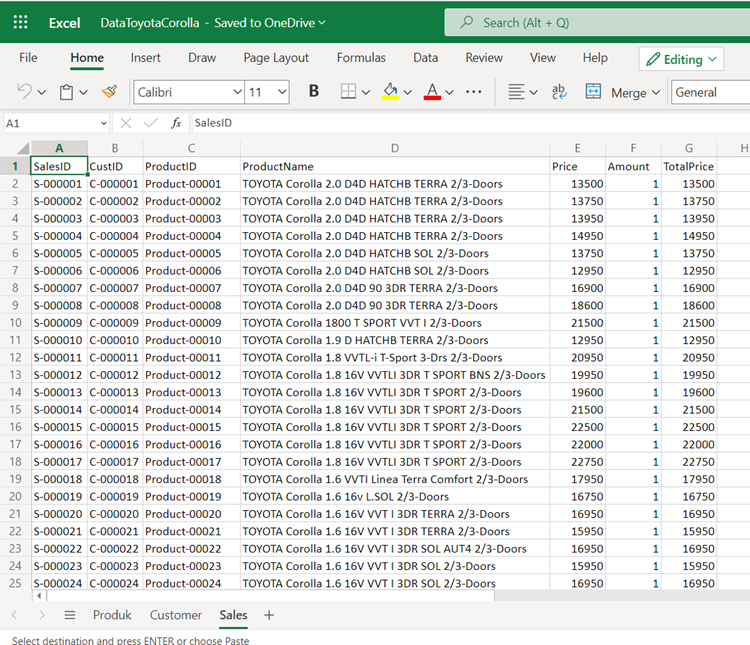 Excel DataToyotaCorolla - Saved to OneDrive Search (Alt + Q)
File Home Insert Draw Page Layout Formulas Data Review View Help Editing
Calibri 11 B A ab Merge General
A1 fx SalesID
A B C D E F G H
1 SalesID CustID ProductID ProductName Price Amount TotalPrice
2 S-000001 C-000001 Product-00001 TOYOTA Corolla 2.0 D4D HATCHB TERRA 2/3-Doors 13500 1 13500
3 S-000002 C-000002 Product-00002 TOYOTA Corolla 2.0 D4D HATCHB TERRA 2/3-Doors 13750 1 13750
4 S-000003 C-000003 Product-00003 TOYOTA Corolla 2.0 D4D HATCHB TERRA 2/3-Doors 13950 1 13950
5 S-000004 C-000004 Product-00004 TOYOTA Corolla 2.0 D4D HATCHB TERRA 2/3-Doors 14950 1 14950
6 S-000005 C-000005 Product-00005 TOYOTA Corolla 2.0 D4D HATCHB SOL 2/3-Doors 13750 1 13750
7 S-000006 C-000006 Product-00006 TOYOTA Corolla 2.0 D4D HATCHB SOL 2/3-Doors 12950 1 12950
8 S-000007 C-000007 Product-00007 TOYOTA Corolla 2.0 D4D 90 3DR TERRA 2/3-Doors 16900 1 16900
9 S-000008 C-000008 Product-00008 TOYOTA Corolla 2.0 D4D 90 3DR TERRA 2/3-Doors 18600 1 18600
10 S-000009 C-000009 Product-00009 TOYOTA Corolla 1800 T SPORT VVT I 2/3-Doors 21500 1 21500
11 S-000010 C-000010 Product-00010 TOYOTA Corolla 1.9 D HATCHB TERRA 2/3-Doors 12950 1 12950
12 S-000011 C-000011 Product-00011 TOYOTA Corolla 1.8 VVTL-i T-Sport 3-Drs 2/3-Doors 20950 1 20950
13 S-000012 C-000012 Product-00012 TOYOTA Corolla 1.8 16V VVTLI 3DR T SPORT BNS 2/3-Doors 19950 1 19950
14 S-000013 C-000013 Product-00013 TOYOTA Corolla 1.8 16V VVTLI 3DR T SPORT 2/3-Doors 19600 1 19600
15 S-000014 C-000014 Product-00014 TOYOTA Corolla 1.8 16V VVTLI 3DR T SPORT 2/3-Doors 21500 1 21500
16 S-000015 C-000015 Product-00015 TOYOTA Corolla 1.8 16V VVTLI 3DR T SPORT 2/3-Doors 22500 1 22500
17 S-000016 C-000016 Product-00016 TOYOTA Corolla 1.8 16V VVTLI 3DR T SPORT 2/3-Doors 22000 1 22000
18 S-000017 C-000017 Product-00017 TOYOTA Corolla 1.8 16V VVTLI 3DR T SPORT 2/3-Doors 22750 1 22750
19 S-000018 C-000018 Product-00018 TOYOTA Corolla 1.6 VVTI Linea Terra Comfort 2/3-Doors 17950 1 17950
20 S-000019 C-000019 Product-00019 TOYOTA Corolla 1.6 16v L.SOL 2/3-Doors 16750 1 16750
21 S-000020 C-000020 Product-00020 TOYOTA Corolla 1.6 16V VVT I 3DR TERRA 2/3-Doors 16950 1 16950
22 S-000021 C-000021 Product-00021 TOYOTA Corolla 1.6 16V VVT I 3DR TERRA 2/3-Doors 15950 1 15950
23 S-000022 C-000022 Product-00022 TOYOTA Corolla 1.6 16V VVT I 3DR SOL AUT4 2/3-Doors 16950 1 16950
24 S-000023 C-000023 Product-00023 TOYOTA Corolla 1.6 16V VVT I 3DR SOL 2/3-Doors 15950 1 15950
25 S-000024 C-000024 Product-00024 TOYOTA Corolla 1.6 16V VVT I 3DR SOL 2/3-Doors 16950 1 16950
Produk Customer Sales
Select destination and press ENTER or choose Paste